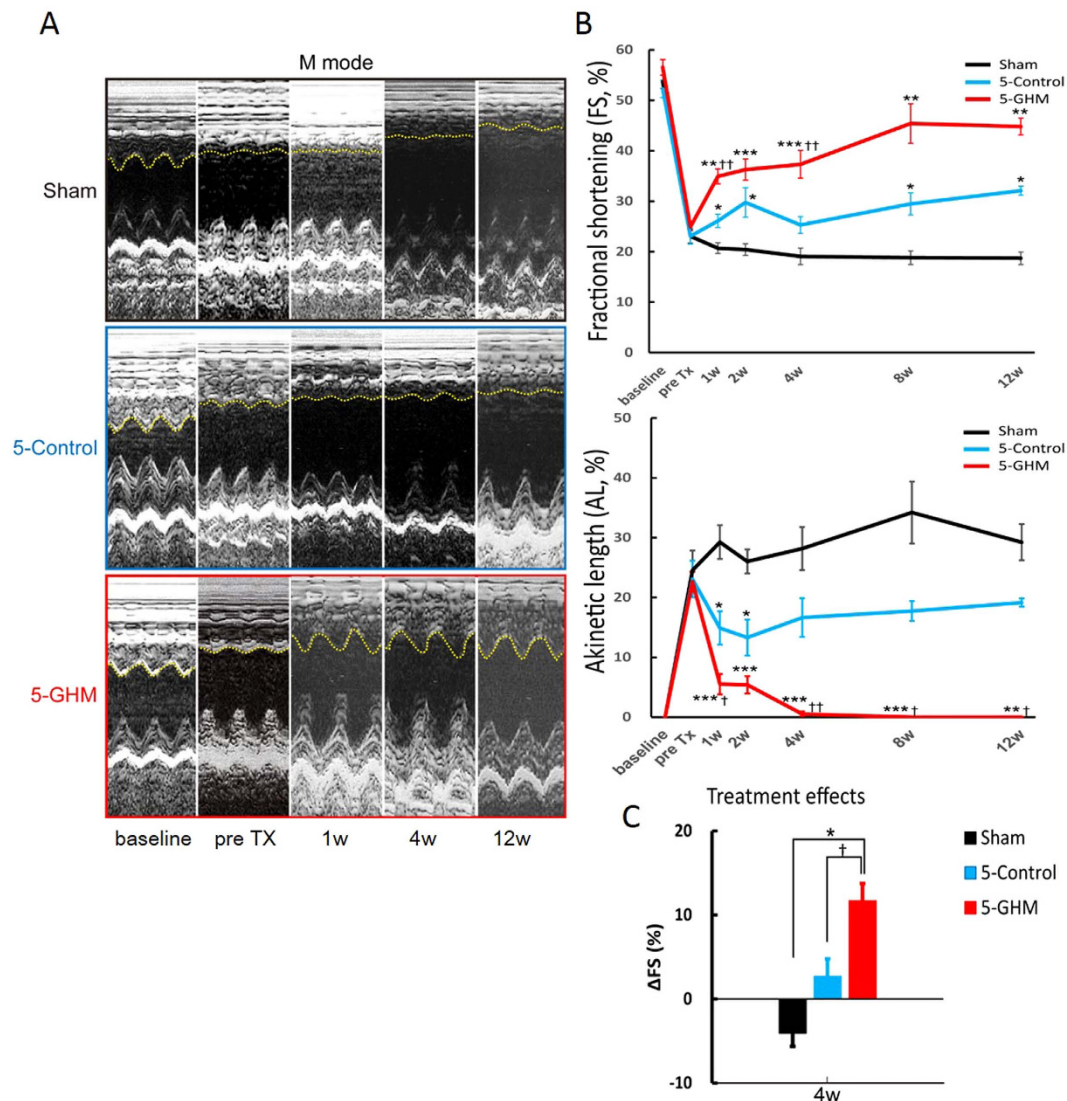 A
M mode
Sham
5-Control
5-GHM
baseline pre TX 1w 4w 12w
B
Fractional shortening (FS, %)
60
50
40
30
20
10
0
Sham
5-Control
5-GHM
**††
***
***††
**
**
*
*
*
*
baseline pre Tx 1w 2w 4w 8w 12w
Akinetic length (AL, %)
50
40
30
20
10
0
Sham
5-Control
5-GHM
*
*
***
***†
***††
***†
**†
baseline pre Tx 1w 2w 4w 8w 12w
C
Treatment effects
ΔFS (%)
20
10
0
-10
*
†
Sham
5-Control
5-GHM
4w